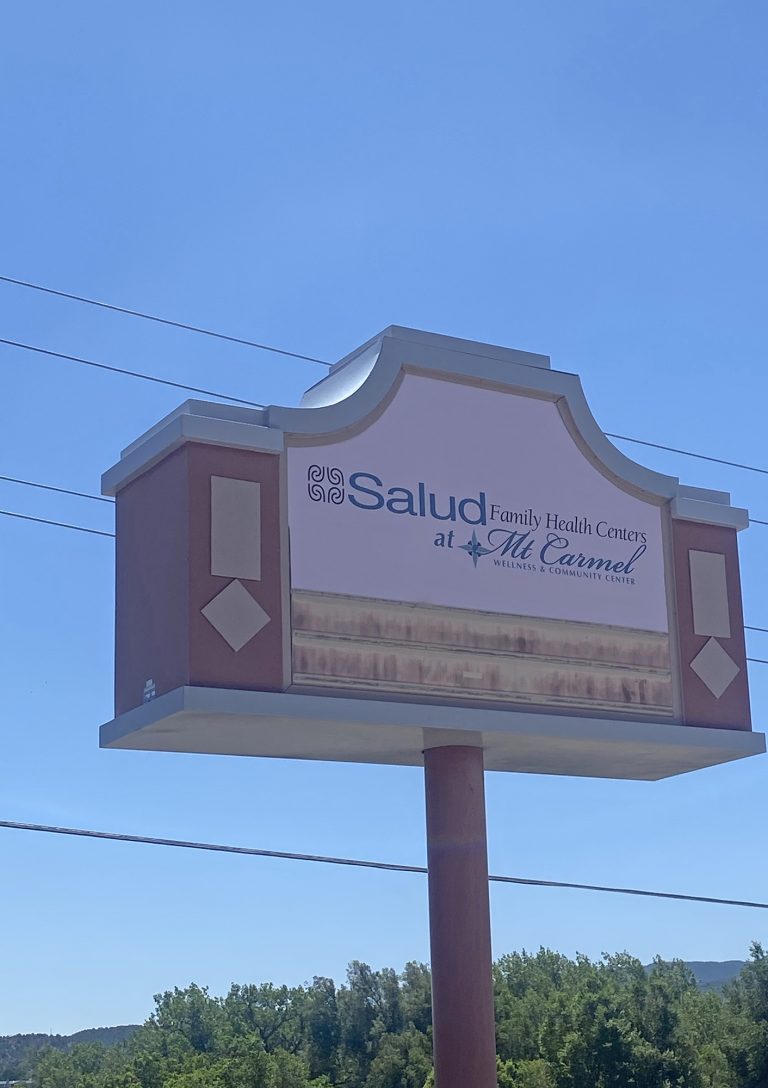 Salud Family Health Centers
at Mt Carmel
WELLNESS & COMMUNITY CENTER